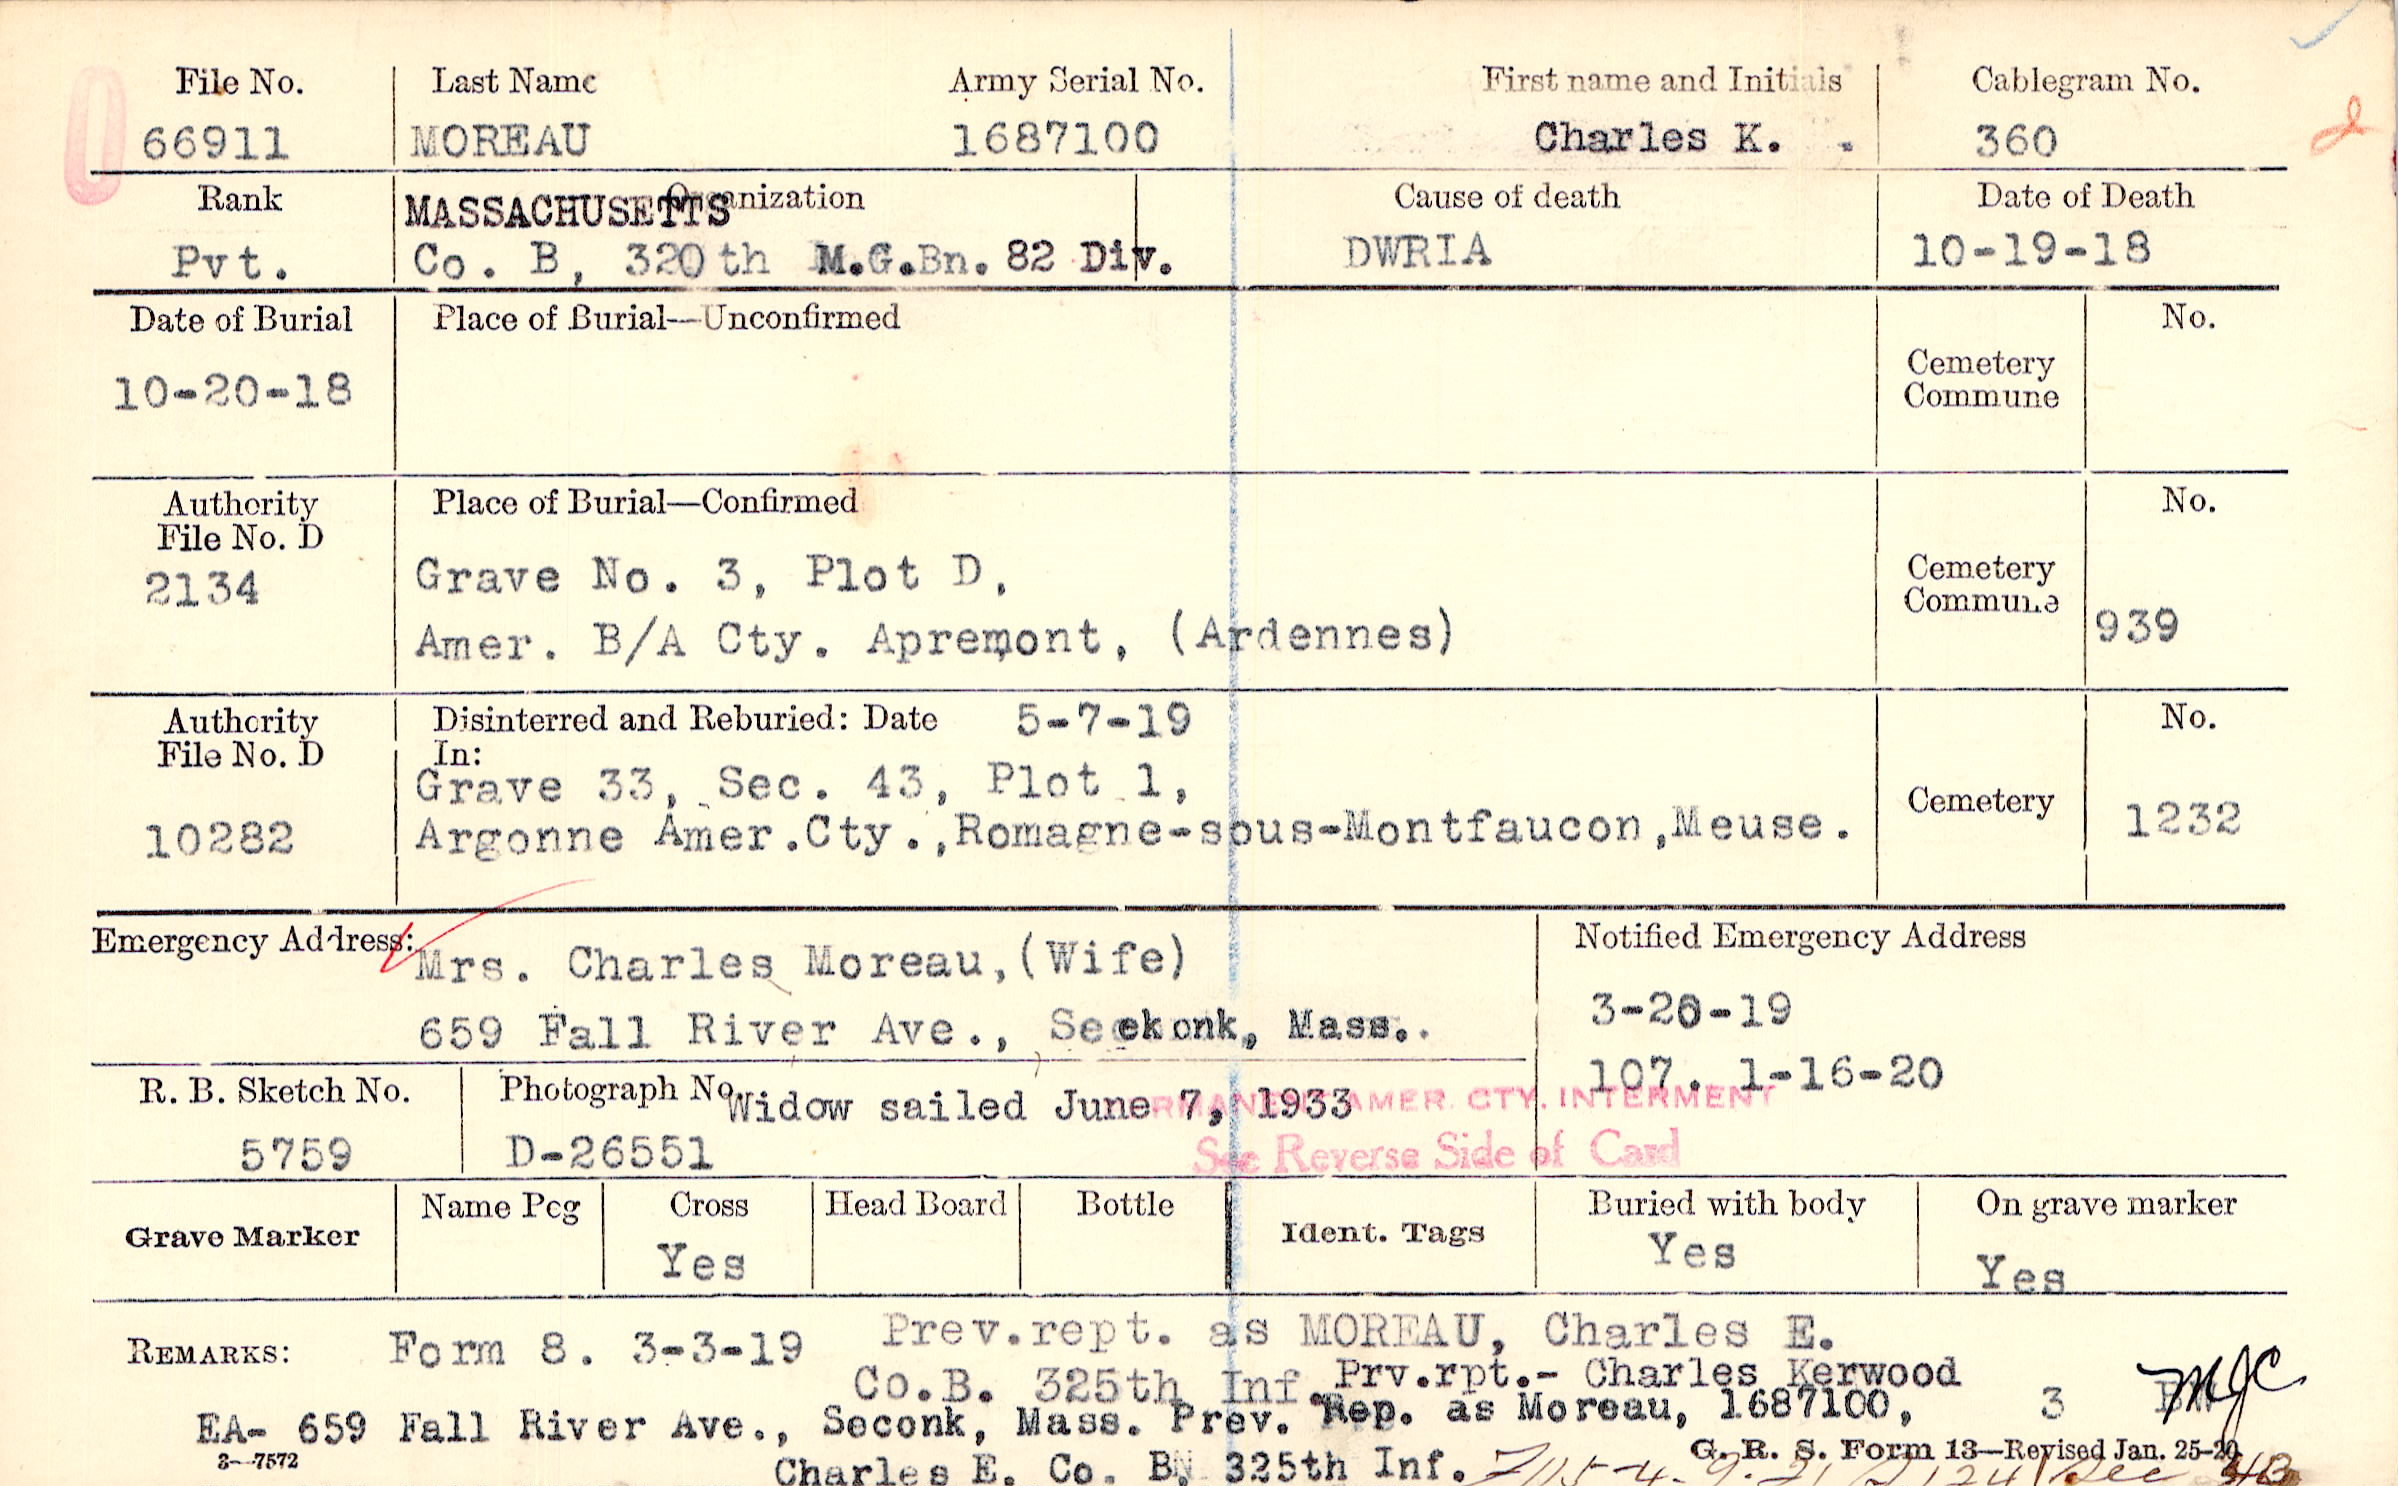 File No. Last Name Army Serial No. First name and Initials Cablegram No.
66911 MOREAU 1687100 Charles K. 360
Rank Organization Cause of death Date of Death
MASSACHUSETTS
Pvt. Co. B, 320th M.G.Bn. 82 Div. DWRIA 10-19-18
Date of Burial Place of Burial—Unconfirmed No.
10-20-18 Cemetery
Commune
Authority Place of Burial—Confirmed No.
File No. D
2134 Grave No. 3, Plot D, Cemetery
Commune
Amer. B/A Cty. Apremont, (Ardennes) 939
Authority Disinterred and Reburied: Date 5-7-19 No.
File No. D In:
Grave 33, Sec. 43, Plot 1, Cemetery
10282 Argonne Amer.Cty.,Romagne-sous-Montfaucon,Meuse. 1232
Emergency Address: Notified Emergency Address
Mrs. Charles Moreau,(Wife)
3-20-19
659 Fall River Ave., Seekonk, Mass.
107. 1-16-20
R. B. Sketch No. Photograph No.
Widow sailed June 7, 1933 PERMANENT AMER. CTY. INTERMENT
5759 D-26551 See Reverse Side of Card
Grave Marker Name Peg Cross Head Board Bottle Ident. Tags Buried with body On grave marker
Yes Yes Yes
REMARKS: Form 8. 3-3-19 Prev.rept. as MOREAU, Charles E.
Co.B. 325th Inf. Prv.rpt.- Charles Kerwood
EA- 659 Fall River Ave., Seconk, Mass. Prev. Rep. as Moreau, 1687100, 3 MJC
3—7572 G. R. S. Form 13—Revised Jan. 25-20
Charles E. Co. B, 325th Inf.